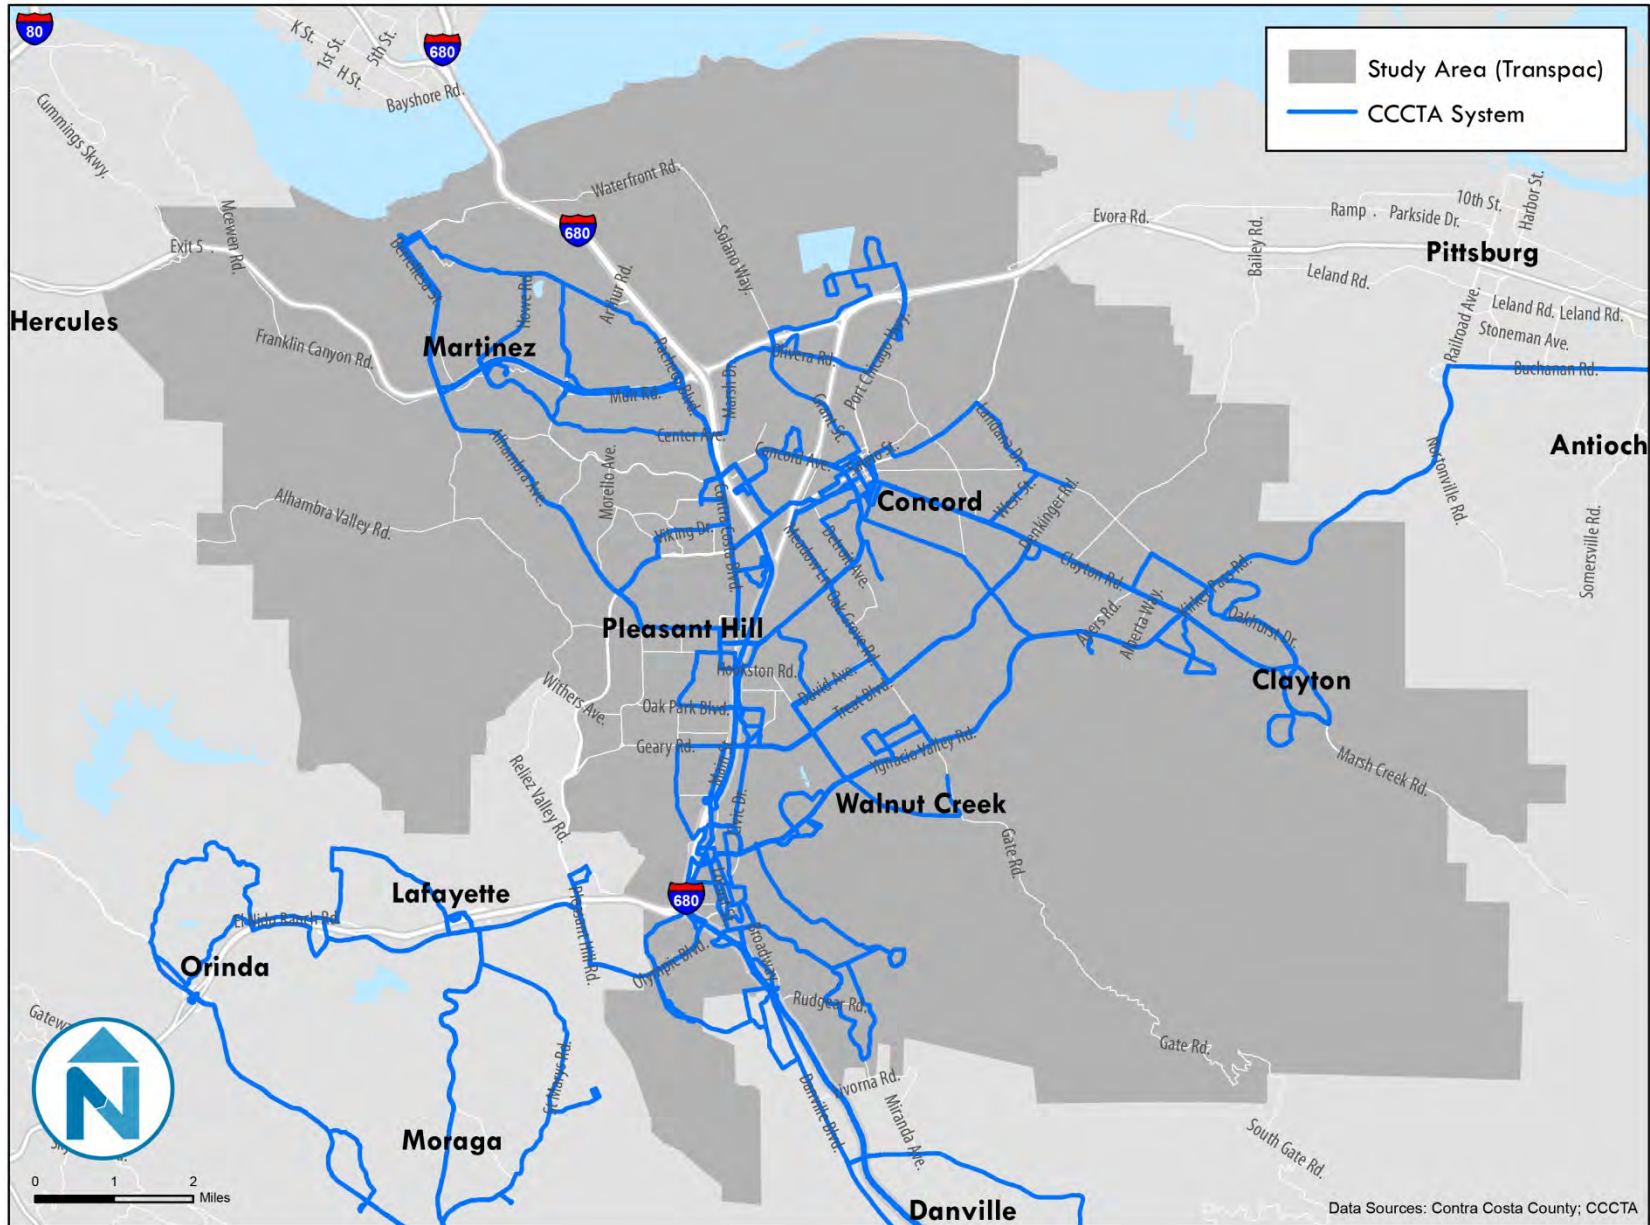 80
K St.
1st St.
5th St.
H St.
680
Bayshore Rd.
Study Area (Transpac)
CCCTA System
Cummings Skwy.
Waterfront Rd.
Mcewen Rd.
Exit 5
680
Solano Way.
Evora Rd.
Bailey Rd.
Ramp
Parkside Dr.
10th St.
Harbor St.
Pittsburg
Leland Rd.
Leland Rd.
Leland Rd.
Stoneman Ave.
Railroad Ave.
Buchanan Rd.
Berrellesa St.
Howe Rd.
Arthur Rd.
Hercules
Franklin Canyon Rd.
Martinez
Pacheco Blvd.
Muir Rd.
Marsh Dr.
Olivera Rd.
Port Chicago Hwy.
Grant St.
Center Ave.
Concord Ave.
Landana Dr.
Antioch
Alhambra Ave.
Morello Ave.
Alhambra Valley Rd.
Contra Costa Blvd.
Viking Dr.
Concord
West St.
Denkinger Rd.
Nortonville Rd.
Somersville Rd.
Meadow Ln.
Detroit Ave.
Clayton Rd.
Kirker Pass Rd.
Ayers Rd.
Alberta Way.
Oakhurst Dr.
Oak Grove Rd.
Pleasant Hill
Hookston Rd.
Withers Ave.
David Ave.
Treat Blvd.
Clayton
Oak Park Blvd.
Geary Rd.
Main St.
Ygnacio Valley Rd.
Marsh Creek Rd.
Reliez Valley Rd.
Civic Dr.
Walnut Creek
Gate Rd.
Lafayette
680
El Nido Ranch Rd.
Pleasant Hill Rd.
Broadway
Orinda
Olympic Blvd.
Rudgear Rd.
Gate Rd.
N
St Marys Rd.
Livorna Rd.
Danville Blvd.
Miranda Ave.
Moraga
South Gate Rd.
0 1 2
Miles
Danville
Data Sources: Contra Costa County; CCCTA